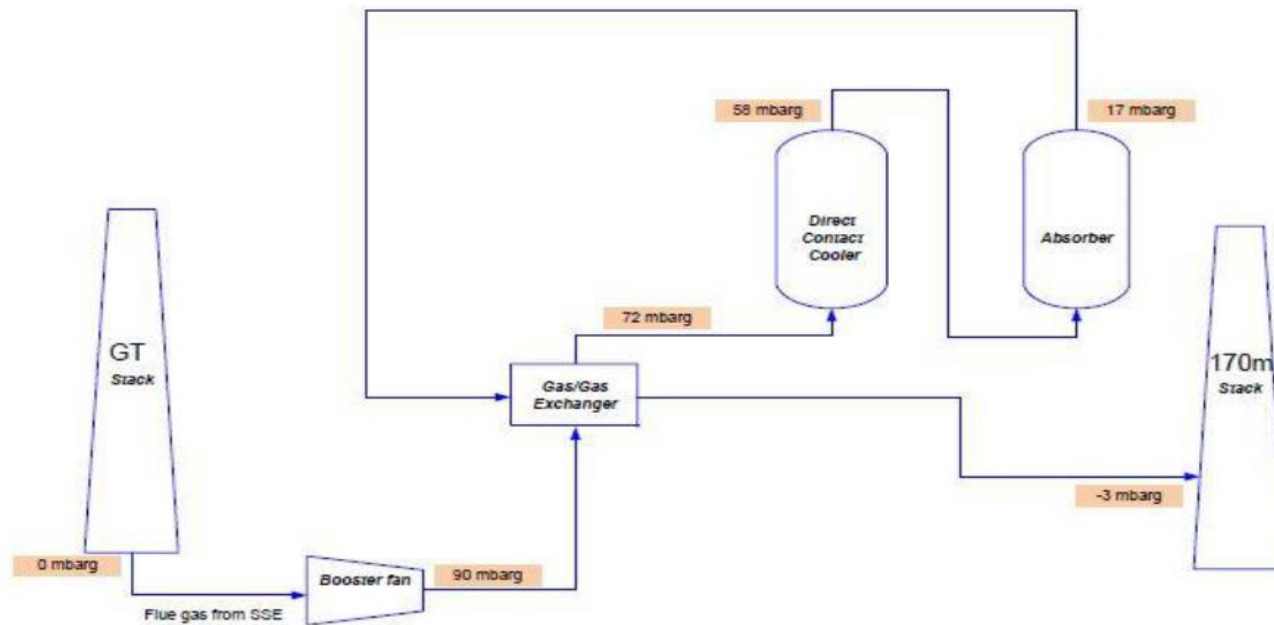 58 mbarg
17 mbarg
Direct
Contact
Cooler
Absorber
72 mbarg
GT
Stack
170m
Stack
Gas/Gas
Exchanger
-3 mbarg
0 mbarg
Booster fan
90 mbarg
Flue gas from SSE